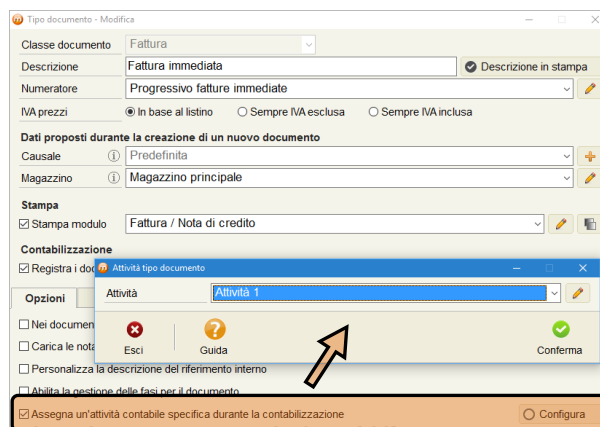 Tipo documento - Modifica
Classe documento Fattura
Descrizione Fattura immediata Descrizione in stampa
Numeratore Progressivo fatture immediate
IVA prezzi In base al listino Sempre IVA esclusa Sempre IVA inclusa
Dati proposti durante la creazione di un nuovo documento
Causale Predefinita
Magazzino Magazzino principale
Stampa
Stampa modulo Fattura / Nota di credito
Contabilizzazione
Registra i doc
Attività tipo documento
Attività Attività 1
Opzioni
Nei documen
Carica le nota
Esci Guida Conferma
Personalizza la descrizione del riferimento interno
Abilita la gestione delle fasi per il documento
Assegna un'attività contabile specifica durante la contabilizzazione Configura